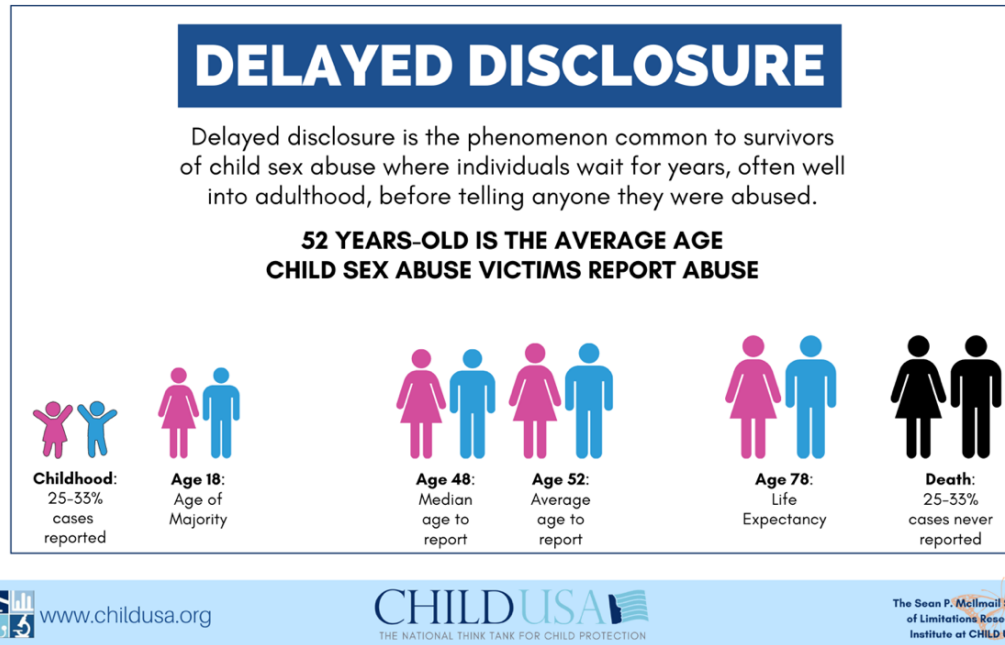 DELAYED DISCLOSURE
Delayed disclosure is the phenomenon common to survivors
of child sex abuse where individuals wait for years, often well
into adulthood, before telling anyone they were abused.
52 YEARS-OLD IS THE AVERAGE AGE
CHILD SEX ABUSE VICTIMS REPORT ABUSE
Childhood:
25-33%
cases
reported
Age 18:
Age of
Majority
Age 48:
Median
age to
report
Age 52:
Average
age to
report
Age 78:
Life
Expectancy
Death:
25-33%
cases never
reported
www.childusa.org
CHILD USA
THE NATIONAL THINK TANK FOR CHILD PROTECTION
The Sean P. McIlmail
of Limitations
Institute at CHILD